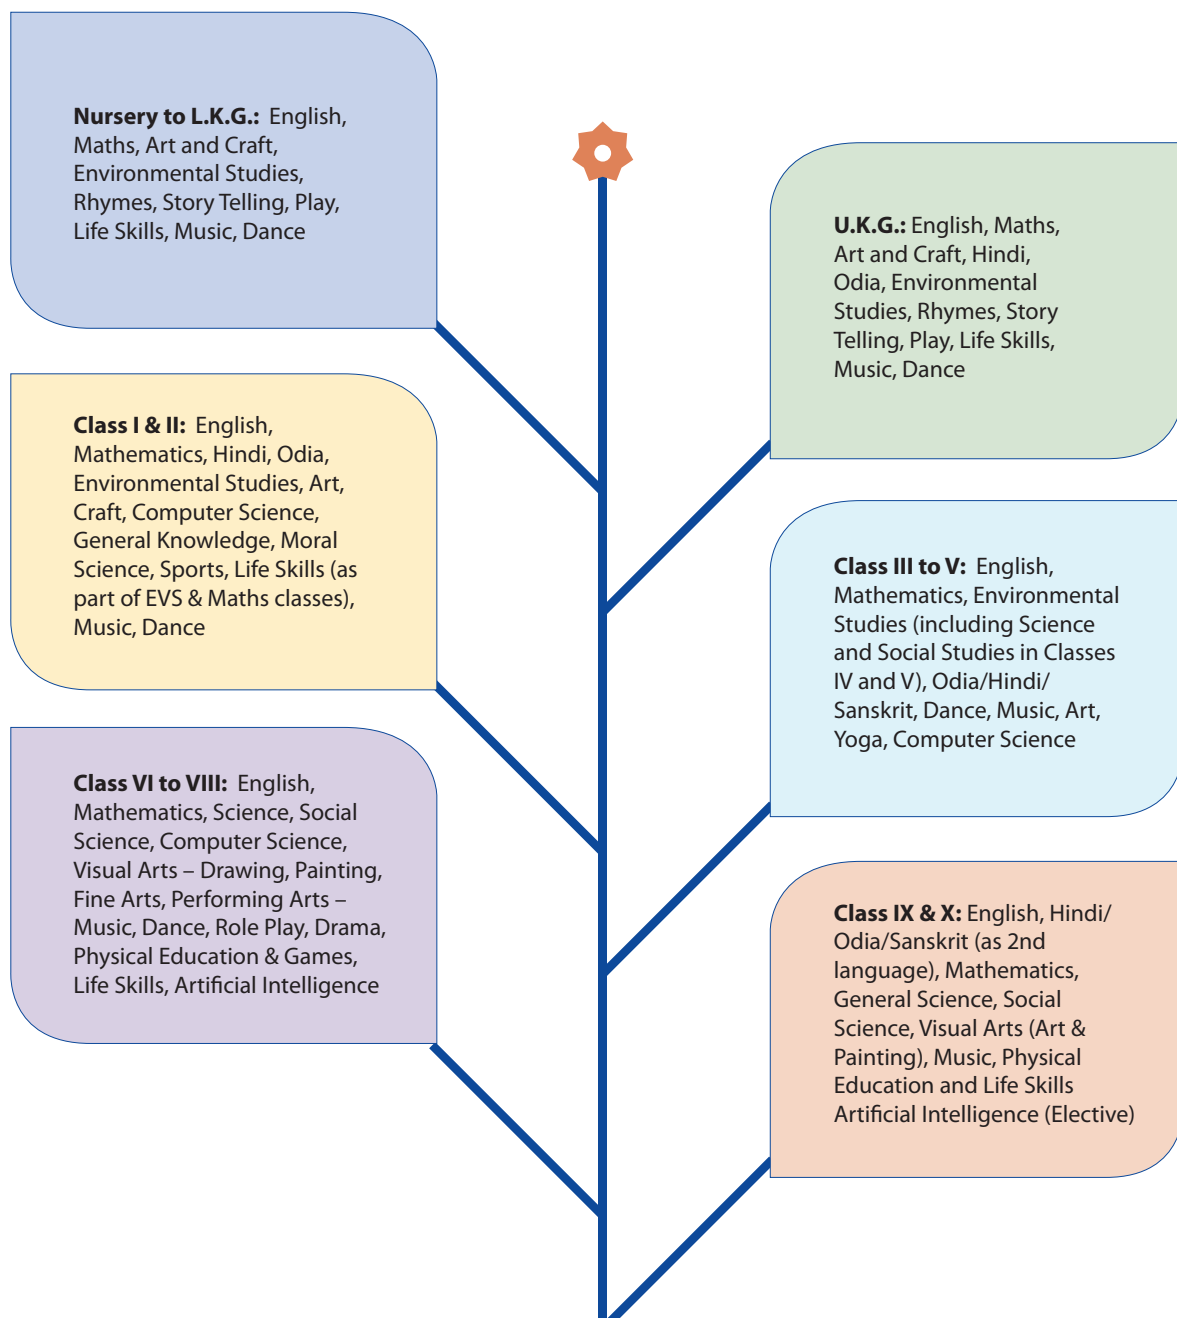 Nursery to L.K.G.: English,
Maths, Art and Craft,
Environmental Studies,
Rhymes, Story Telling, Play,
Life Skills, Music, Dance
U.K.G.: English, Maths,
Art and Craft, Hindi,
Odia, Environmental
Studies, Rhymes, Story
Telling, Play, Life Skills,
Music, Dance
Class I & II: English,
Mathematics, Hindi, Odia,
Environmental Studies, Art,
Craft, Computer Science,
General Knowledge, Moral
Science, Sports, Life Skills (as
part of EVS & Maths classes),
Music, Dance
Class III to V: English,
Mathematics, Environmental
Studies (including Science
and Social Studies in Classes
IV and V), Odia/Hindi/
Sanskrit, Dance, Music, Art,
Yoga, Computer Science
Class VI to VIII: English,
Mathematics, Science, Social
Science, Computer Science,
Visual Arts – Drawing, Painting,
Fine Arts, Performing Arts –
Music, Dance, Role Play, Drama,
Physical Education & Games,
Life Skills, Artificial Intelligence
Class IX & X: English, Hindi/
Odia/Sanskrit (as 2nd
language), Mathematics,
General Science, Social
Science, Visual Arts (Art &
Painting), Music, Physical
Education and Life Skills
Artificial Intelligence (Elective)